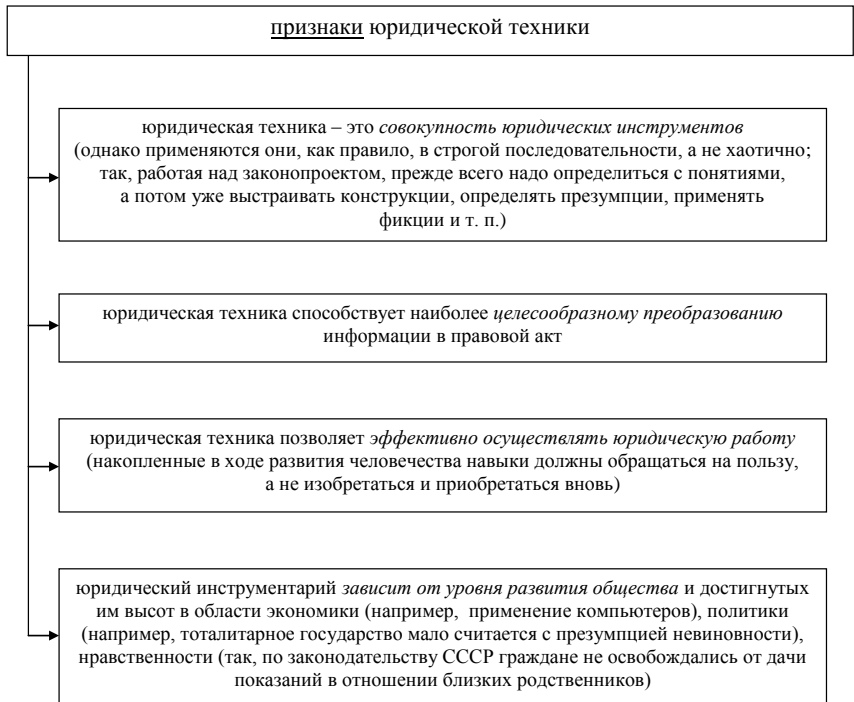 признаки юридической техники
юридическая техника – это совокупность юридических инструментов
(однако применяются они, как правило, в строгой последовательности, а не хаотично;
так, работая над законопроектом, прежде всего надо определиться с понятиями,
а потом уже выстраивать конструкции, определять презумпции, применять
фикции и т. п.)
юридическая техника способствует наиболее целесообразному преобразованию
информации в правовой акт
юридическая техника позволяет эффективно осуществлять юридическую работу
(накопленные в ходе развития человечества навыки должны обращаться на пользу,
а не изобретаться и приобретаться вновь)
юридический инструментарий зависит от уровня развития общества и достигнутых
им высот в области экономики (например, применение компьютеров), политики
(например, тоталитарное государство мало считается с презумпцией невиновности),
нравственности (так, по законодательству СССР граждане не освобождались от дачи
показаний в отношении близких родственников)